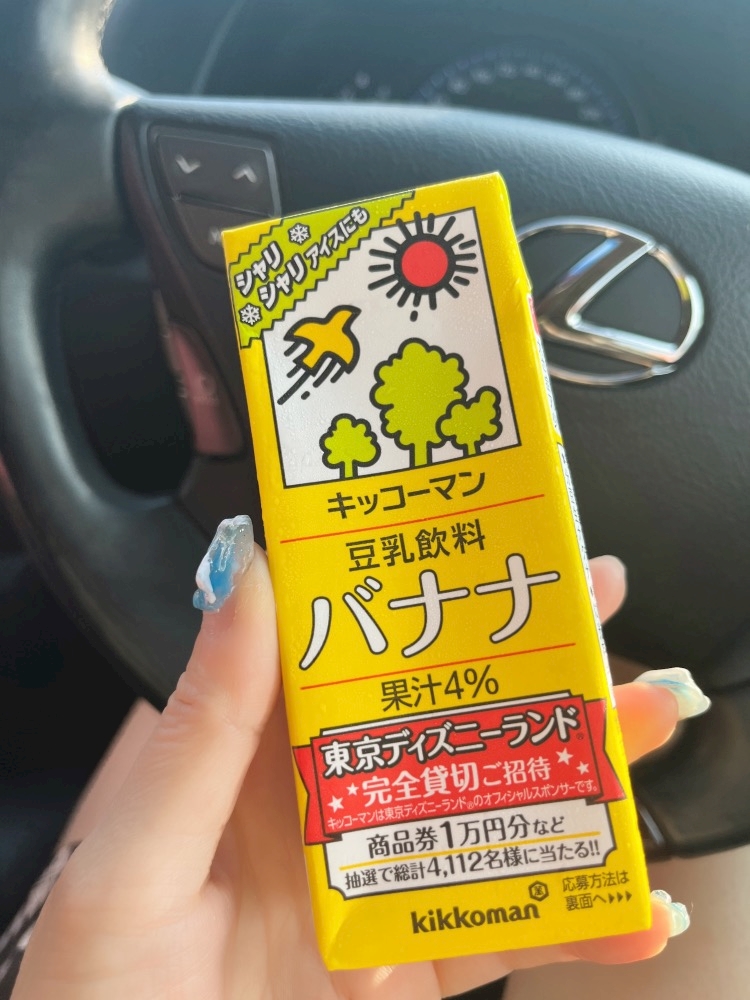 シャリ
シャリアイスにも
キッコーマン
豆乳飲料
バナナ
果汁4%
東京ディズニーランド®
完全貸切ご招待
キッコーマンは東京ディズニーランド®のオフィシャルスポンサーです。
商品券1万円分など
抽選で総計4,112名様に当たる!!
kikkoman
応募方法は
裏面へ